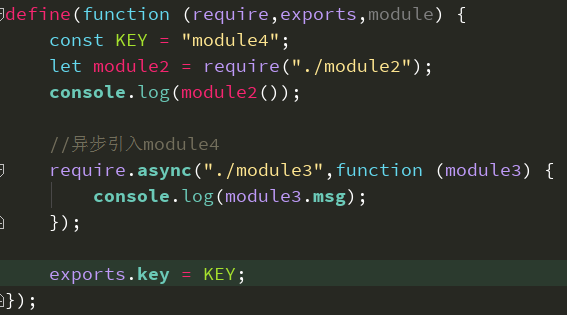 define(function (require,exports,module) {
const KEY = "module4";
let module2 = require("./module2");
console.log(module2());
//异步引入module4
require.async("./module3",function (module3) {
console.log(module3.msg);
});
exports.key = KEY;
});